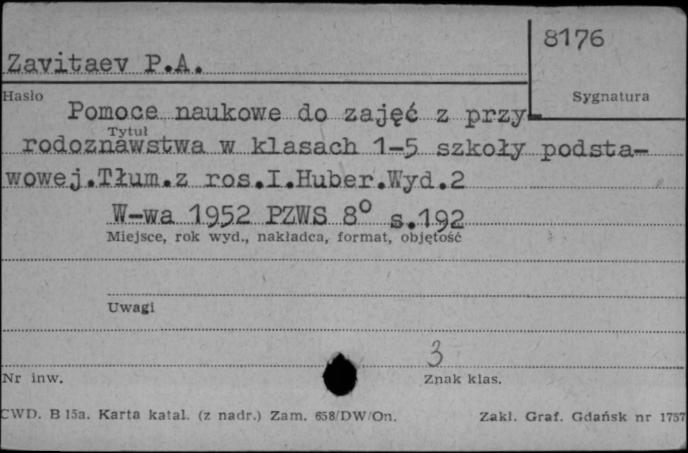 8176
Zavitaev P.A.
Hasło
Sygnatura
Pomoce naukowe do zajęć z przy-
Tytuł
rodoznawstwa w klasach 1-5 szkoły podsta-
wowej.Tłum.z ros.I.Huber.Wyd.2
W-wa 1952 PZWS 8° s.192
Miejsce, rok wyd., nakładca, format, objętość
Uwagi
3
Nr inw.
Znak klas.
CWD. B 15a. Karta katal. (z nadr.) Zam. 658/DW/On.
Zakł. Graf. Gdańsk nr 1757